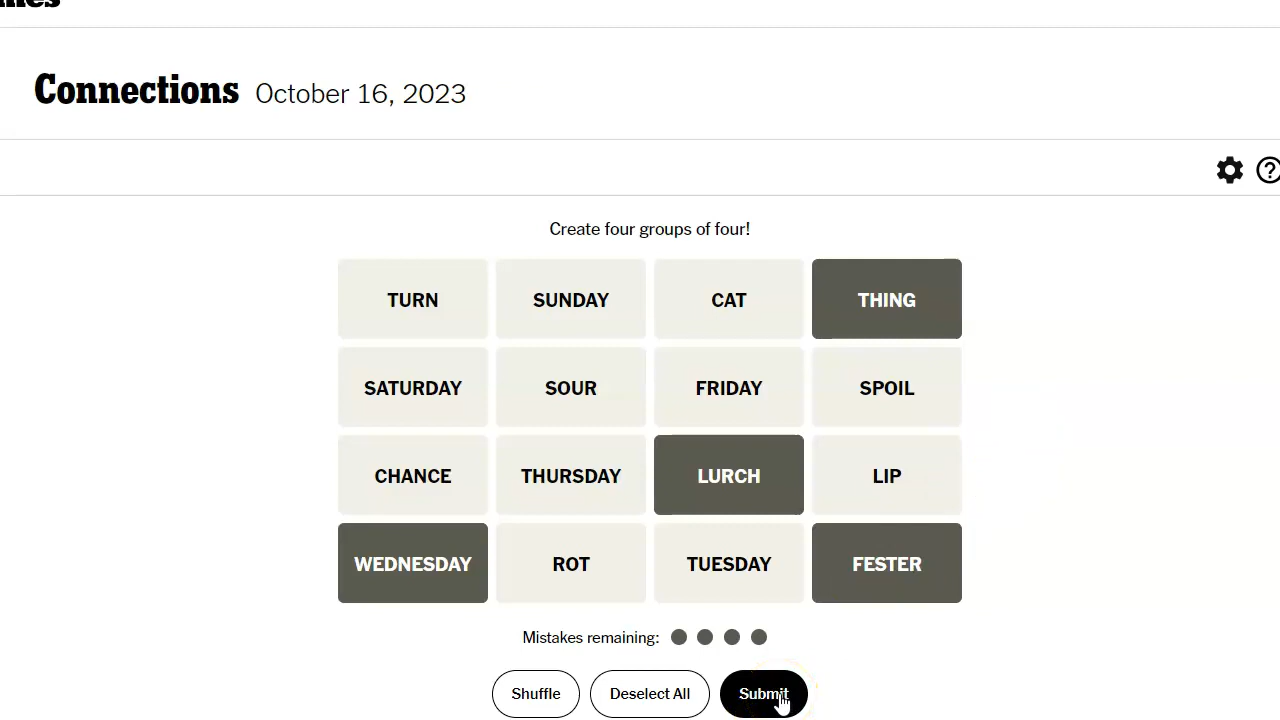 Connections October 16, 2023
Create four groups of four!
TURN SUNDAY CAT THING
SATURDAY SOUR FRIDAY SPOIL
CHANCE THURSDAY LURCH LIP
WEDNESDAY ROT TUESDAY FESTER
Mistakes remaining:
Shuffle Deselect All Submit